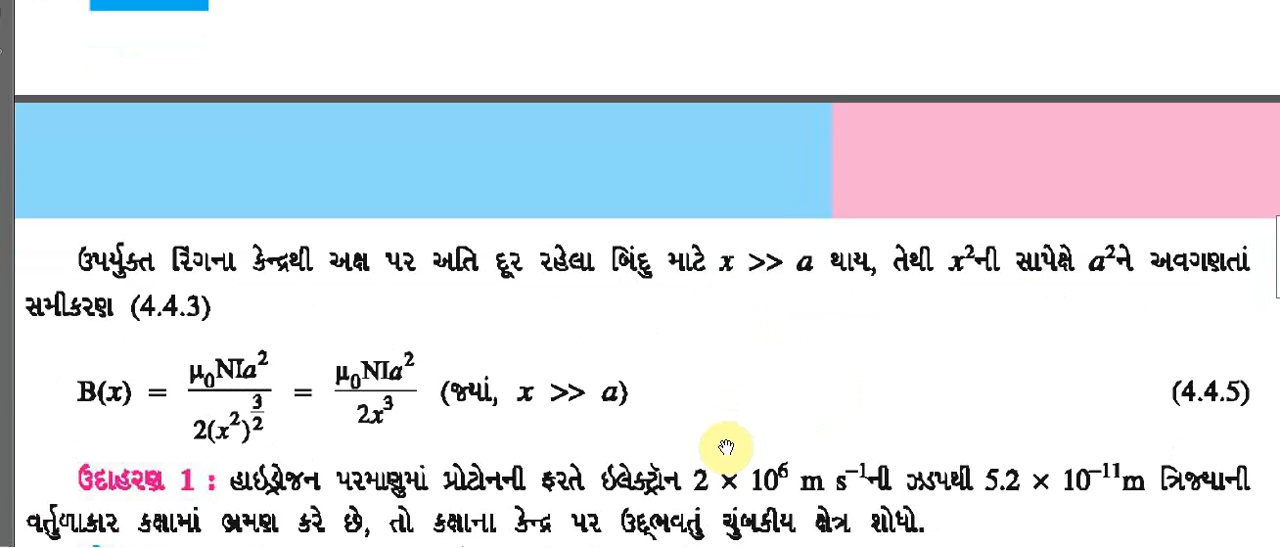 ઉપર્યુક્ત રિંગના કેન્દ્રથી અક્ષ પર અતિ દૂર રહેલા બિંદુ માટે x >> a થાય, તેથી x²ની સાપેક્ષે a²ને અવગણતાં
સમીકરણ (4.4.3)
B(x) = μ₀NIa² / 2(x²)^(3/2) = μ₀NIa² / 2x³ (જ્યાં, x >> a) (4.4.5)
ઉદાહરણ 1 : હાઇડ્રોજન પરમાણુમાં પ્રોટોનની ફરતે ઇલેક્ટ્રૉન 2 × 10⁶ m s⁻¹ની ઝડપથી 5.2 × 10⁻¹¹m ત્રિજ્યાની
વર્તુળાકાર કક્ષામાં ભ્રમણ કરે છે, તો કક્ષાના કેન્દ્ર પર ઉદ્ભવતું ચુંબકીય ક્ષેત્ર શોધો.